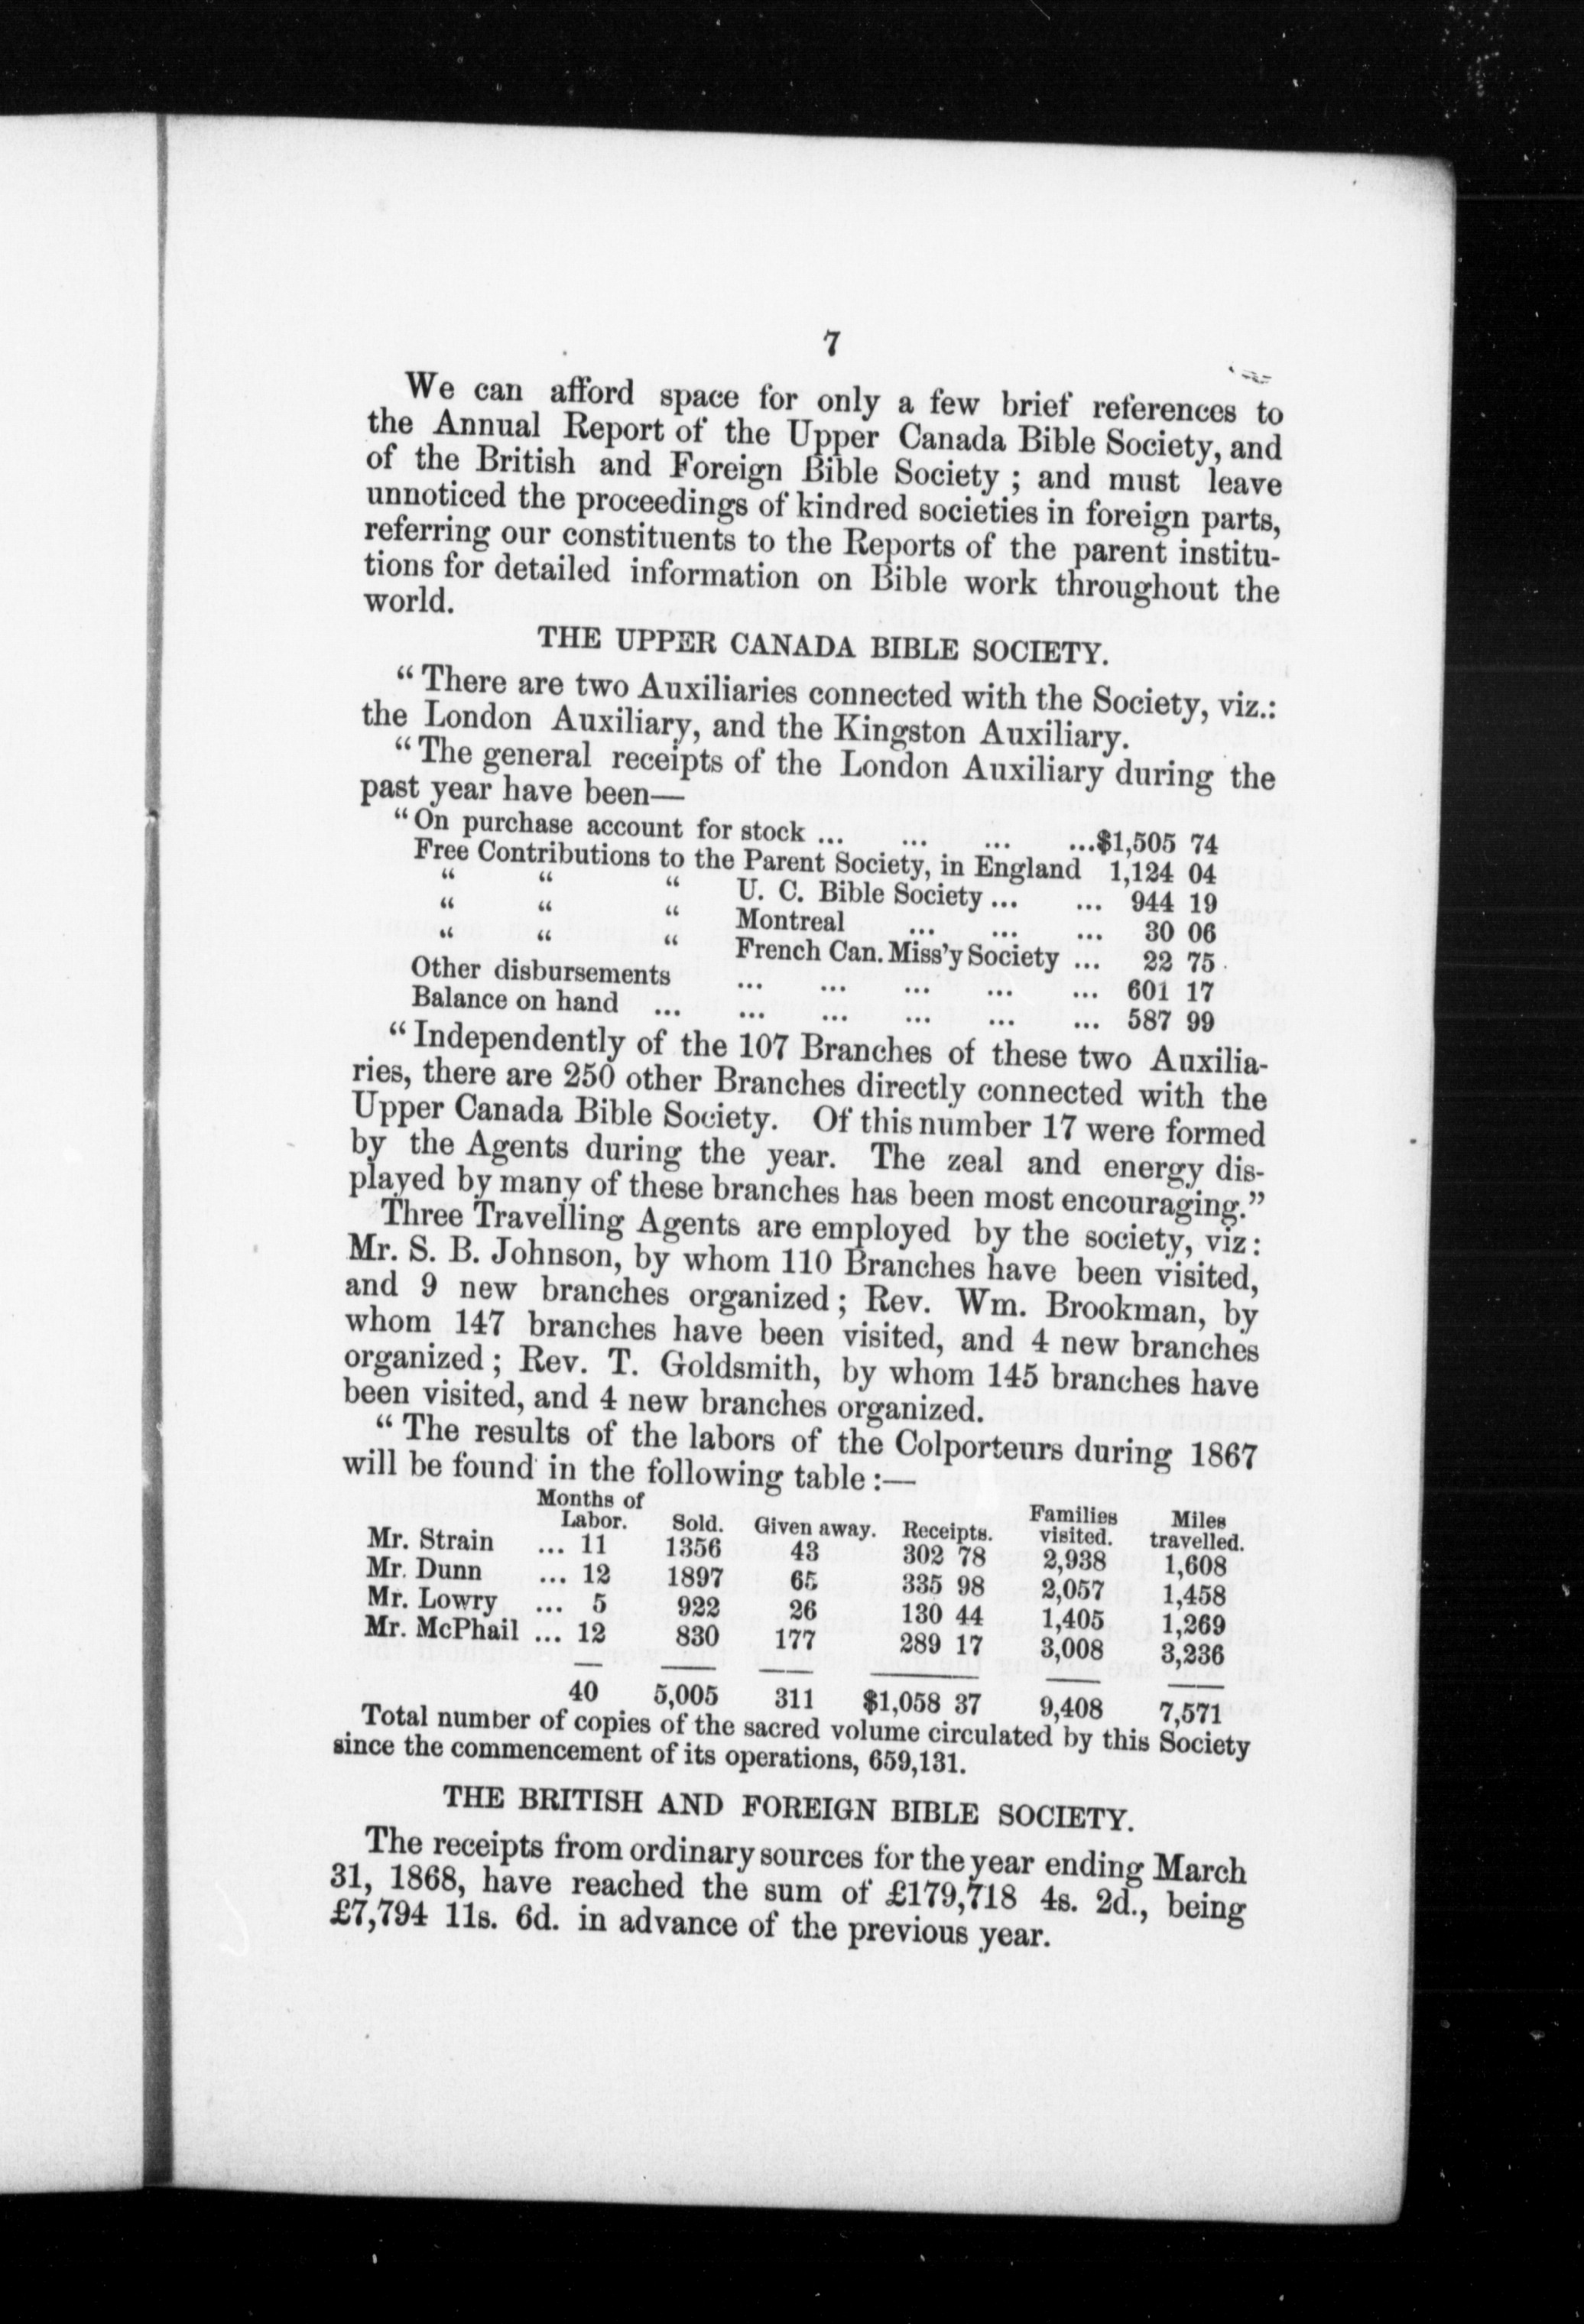 7
We can afford space for only a few brief references to
the Annual Report of the Upper Canada Bible Society, and
of the British and Foreign Bible Society ; and must leave
unnoticed the proceedings of kindred societies in foreign parts,
referring our constituents to the Reports of the parent institu-
tions for detailed information on Bible work throughout the
world.
THE UPPER CANADA BIBLE SOCIETY.
“ There are two Auxiliaries connected with the Society, viz.:
the London Auxiliary, and the Kingston Auxiliary.
“ The general receipts of the London Auxiliary during the
past year have been—
“ On purchase account for stock ... ... ... ...$1,505 74
Free Contributions to the Parent Society, in England 1,124 04
“ “ “ U. C. Bible Society ... ... 944 19
“ “ “ Montreal ... ... ... 30 06
“ “ “ French Can. Miss’y Society ... 22 75
Other disbursements ... ... ... ... ... 601 17
Balance on hand ... ... ... ... ... ... 587 99
“ Independently of the 107 Branches of these two Auxilia-
ries, there are 250 other Branches directly connected with the
Upper Canada Bible Society. Of this number 17 were formed
by the Agents during the year. The zeal and energy dis-
played by many of these branches has been most encouraging.”
Three Travelling Agents are employed by the society, viz :
Mr. S. B. Johnson, by whom 110 Branches have been visited,
and 9 new branches organized ; Rev. Wm. Brookman, by
whom 147 branches have been visited, and 4 new branches
organized ; Rev. T. Goldsmith, by whom 145 branches have
been visited, and 4 new branches organized.
“ The results of the labors of the Colporteurs during 1867
will be found in the following table :—
Months of Labor. Sold. Given away. Receipts. Families visited. Miles travelled.
Mr. Strain ... 11 1356 43 302 78 2,938 1,608
Mr. Dunn ... 12 1897 65 335 98 2,057 1,458
Mr. Lowry ... 5 922 26 130 44 1,405 1,269
Mr. McPhail ... 12 830 177 289 17 3,008 3,236
40 5,005 311 $1,058 37 9,408 7,571
Total number of copies of the sacred volume circulated by this Society
since the commencement of its operations, 659,131.
THE BRITISH AND FOREIGN BIBLE SOCIETY.
The receipts from ordinary sources for the year ending March
31, 1868, have reached the sum of £179,718 4s. 2d., being
£7,794 11s. 6d. in advance of the previous year.